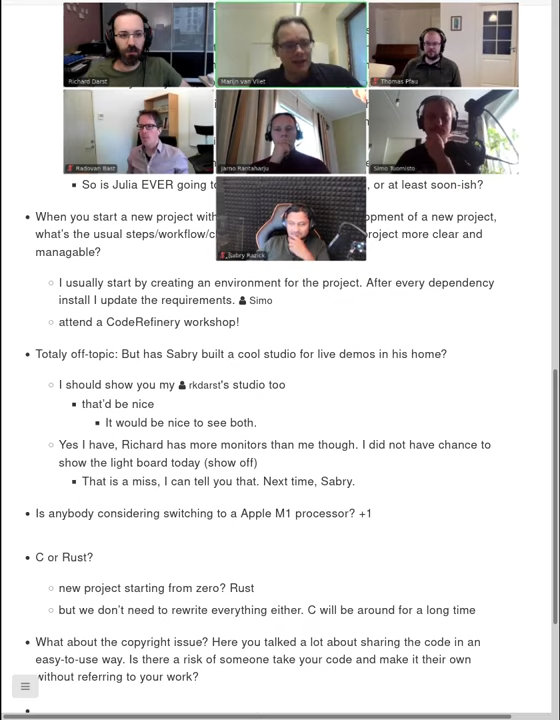 Richard Darst
Marijn van Vliet
Thomas Pfau
Radovan Bast
Jarno Rantaharju
Simo Tuomisto
▪ So is Julia EVER going to , or at least soon-ish?
Sabry Razick
• When you start a new project with opment of a new project,
what's the usual steps/workflow/c project more clear and
managable?
◦ I usually start by creating an environment for the project. After every dependency
install I update the requirements. Simo
◦ attend a CodeRefinery workshop!
• Totaly off-topic: But has Sabry built a cool studio for live demos in his home?
◦ I should show you my rkdarst's studio too
▪ that'd be nice
▪ It would be nice to see both.
◦ Yes I have, Richard has more monitors than me though. I did not have chance to
show the light board today (show off)
▪ That is a miss, I can tell you that. Next time, Sabry.
• Is anybody considering switching to a Apple M1 processor? +1
• C or Rust?
◦ new project starting from zero? Rust
◦ but we don't need to rewrite everything either. C will be around for a long time
• What about the copyright issue? Here you talked a lot about sharing the code in an
easy-to-use way. Is there a risk of someone take your code and make it their own
without referring to your work?
•